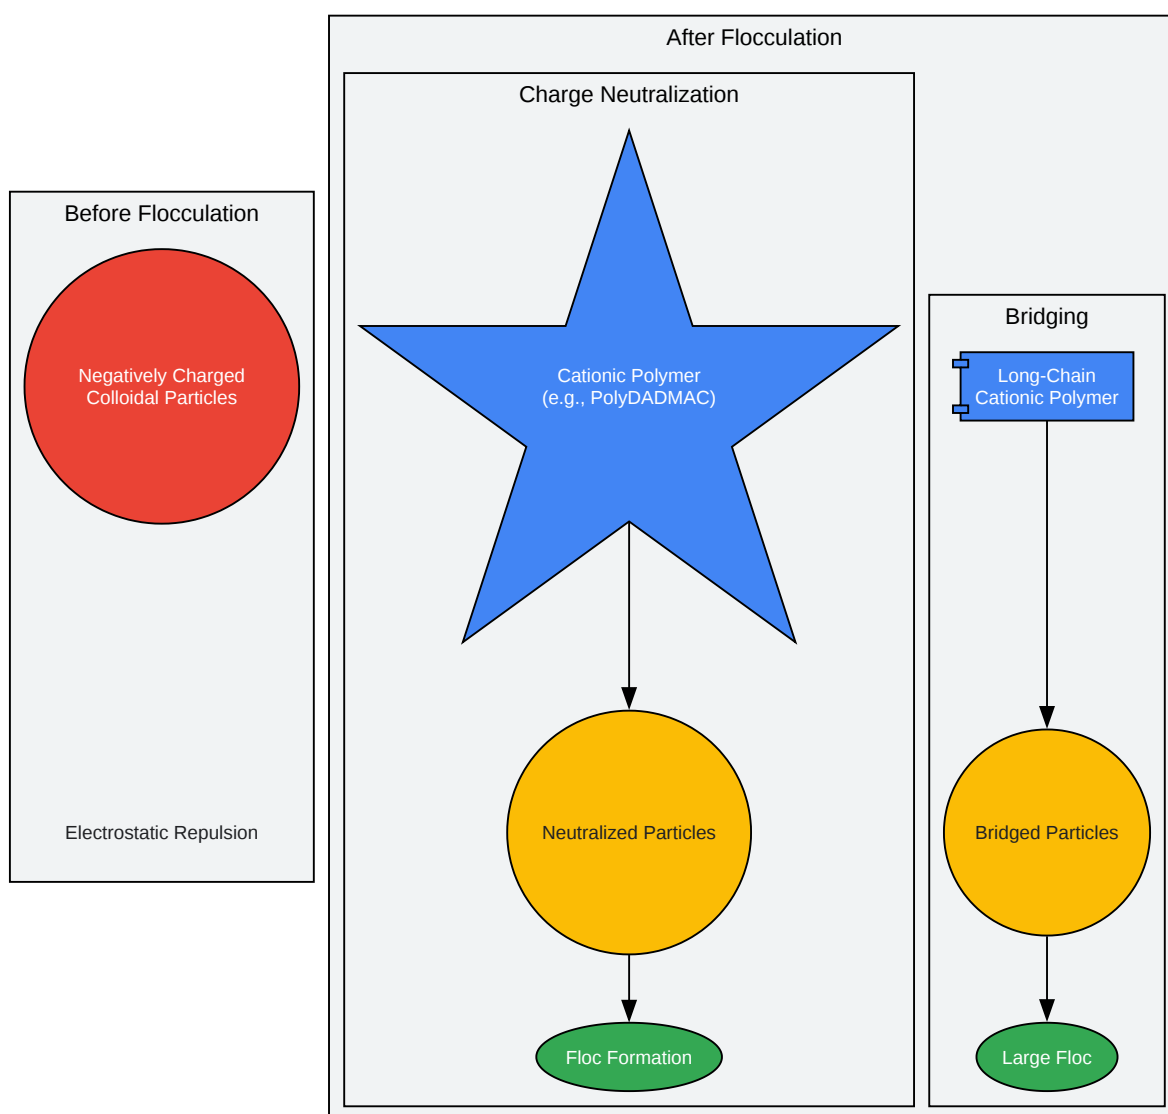 Before Flocculation
Negatively Charged
Colloidal Particles
Electrostatic Repulsion
After Flocculation
Charge Neutralization
Cationic Polymer
(e.g., PolyDADMAC)
Neutralized Particles
Floc Formation
Bridging
Long-Chain
Cationic Polymer
Bridged Particles
Large Floc